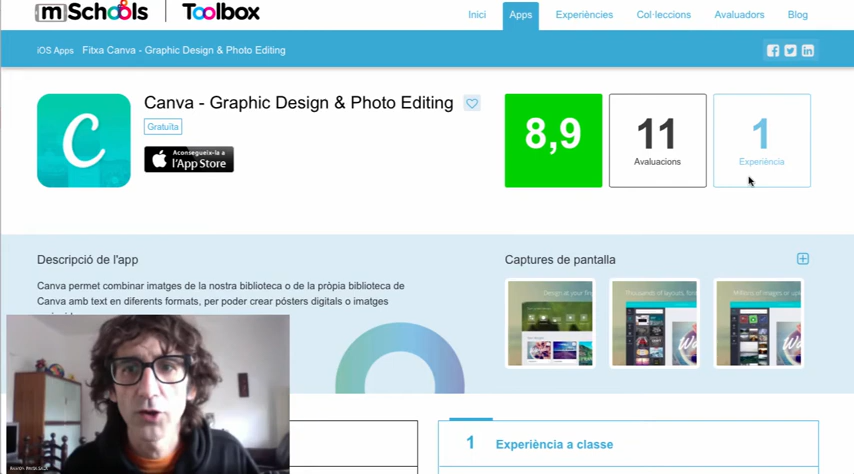 mSchools Toolbox
Inici Apps Experiències Col·leccions Avaluadors Blog
iOS Apps Fitxa Canva - Graphic Design & Photo Editing
Canva - Graphic Design & Photo Editing
Gratuïta
Aconsegueix-la a
l'App Store
8,9
11
Avaluacions
1
Experiència
Descripció de l'app
Canva permet combinar imatges de la nostra biblioteca o de la pròpia biblioteca de
Canva amb text en diferents formats, per poder crear pósters digitals o imatges
Captures de pantalla
1 Experiència a classe